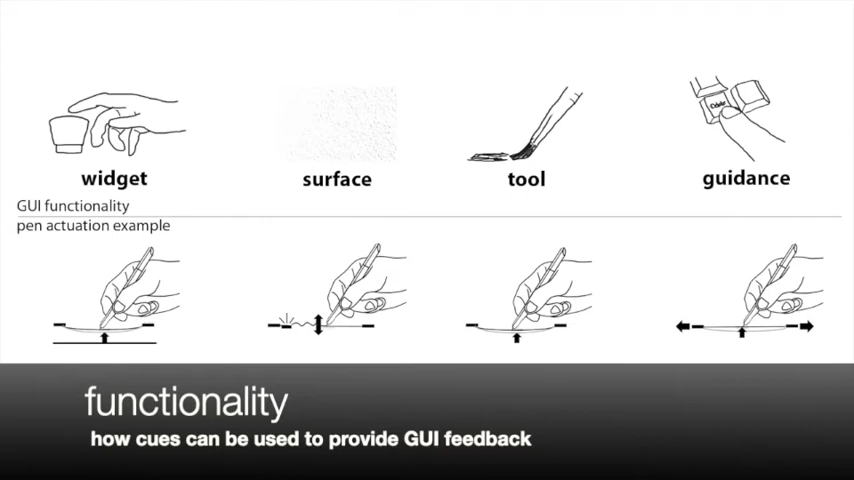 widget
surface
tool
guidance
GUI functionality
pen actuation example
functionality
how cues can be used to provide GUI feedback